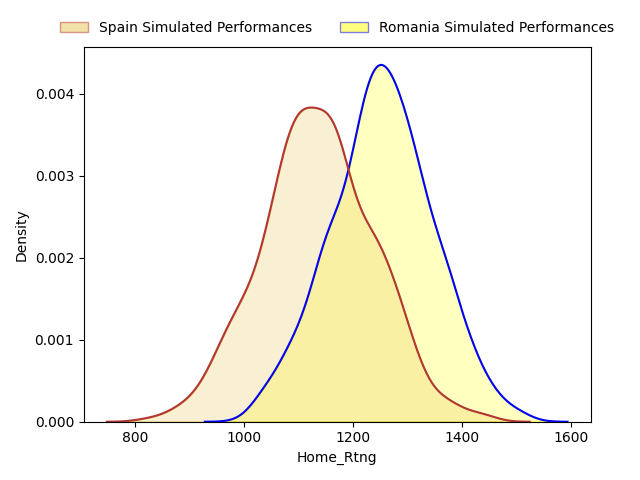 Spain Simulated Performances
Romania Simulated Performances
Density
0.004
0.003
0.002
0.001
0.000
800
1000
1200
1400
1600
Home_Rtng